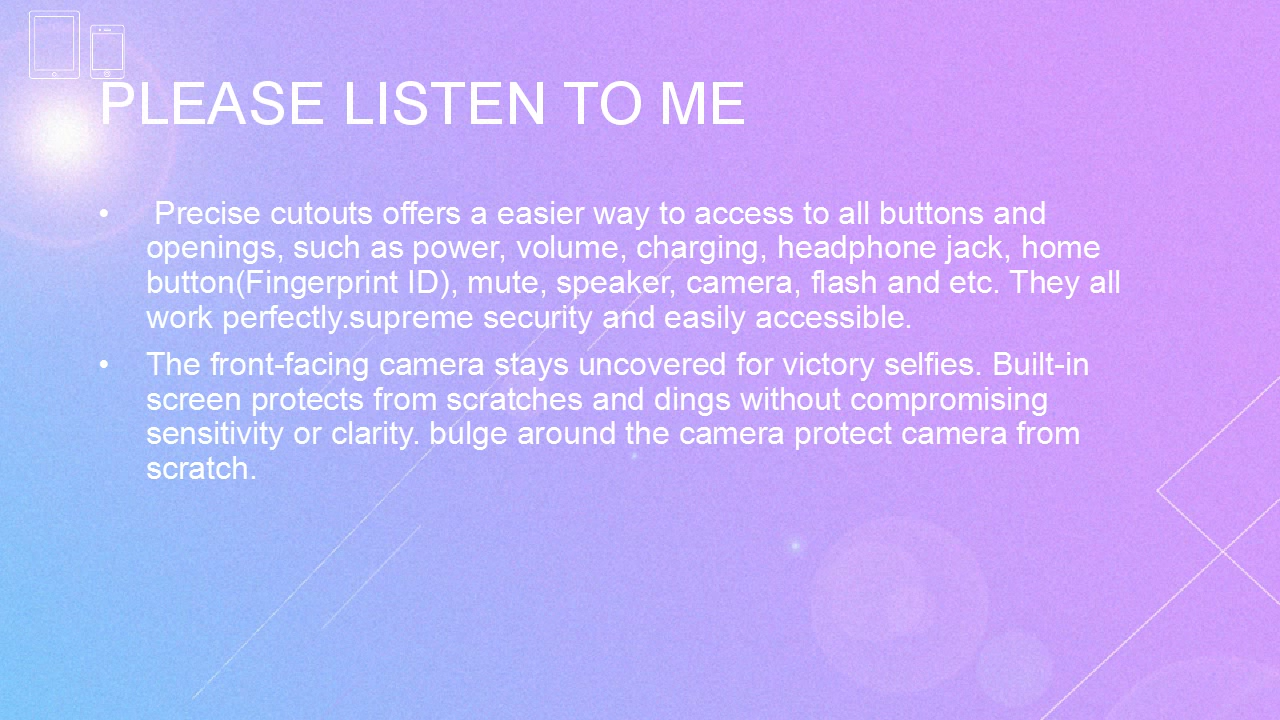 PLEASE LISTEN TO ME
• Precise cutouts offers a easier way to access to all buttons and
openings, such as power, volume, charging, headphone jack, home
button(Fingerprint ID), mute, speaker, camera, flash and etc. They all
work perfectly.supreme security and easily accessible.
• The front-facing camera stays uncovered for victory selfies. Built-in
screen protects from scratches and dings without compromising
sensitivity or clarity. bulge around the camera protect camera from
scratch.